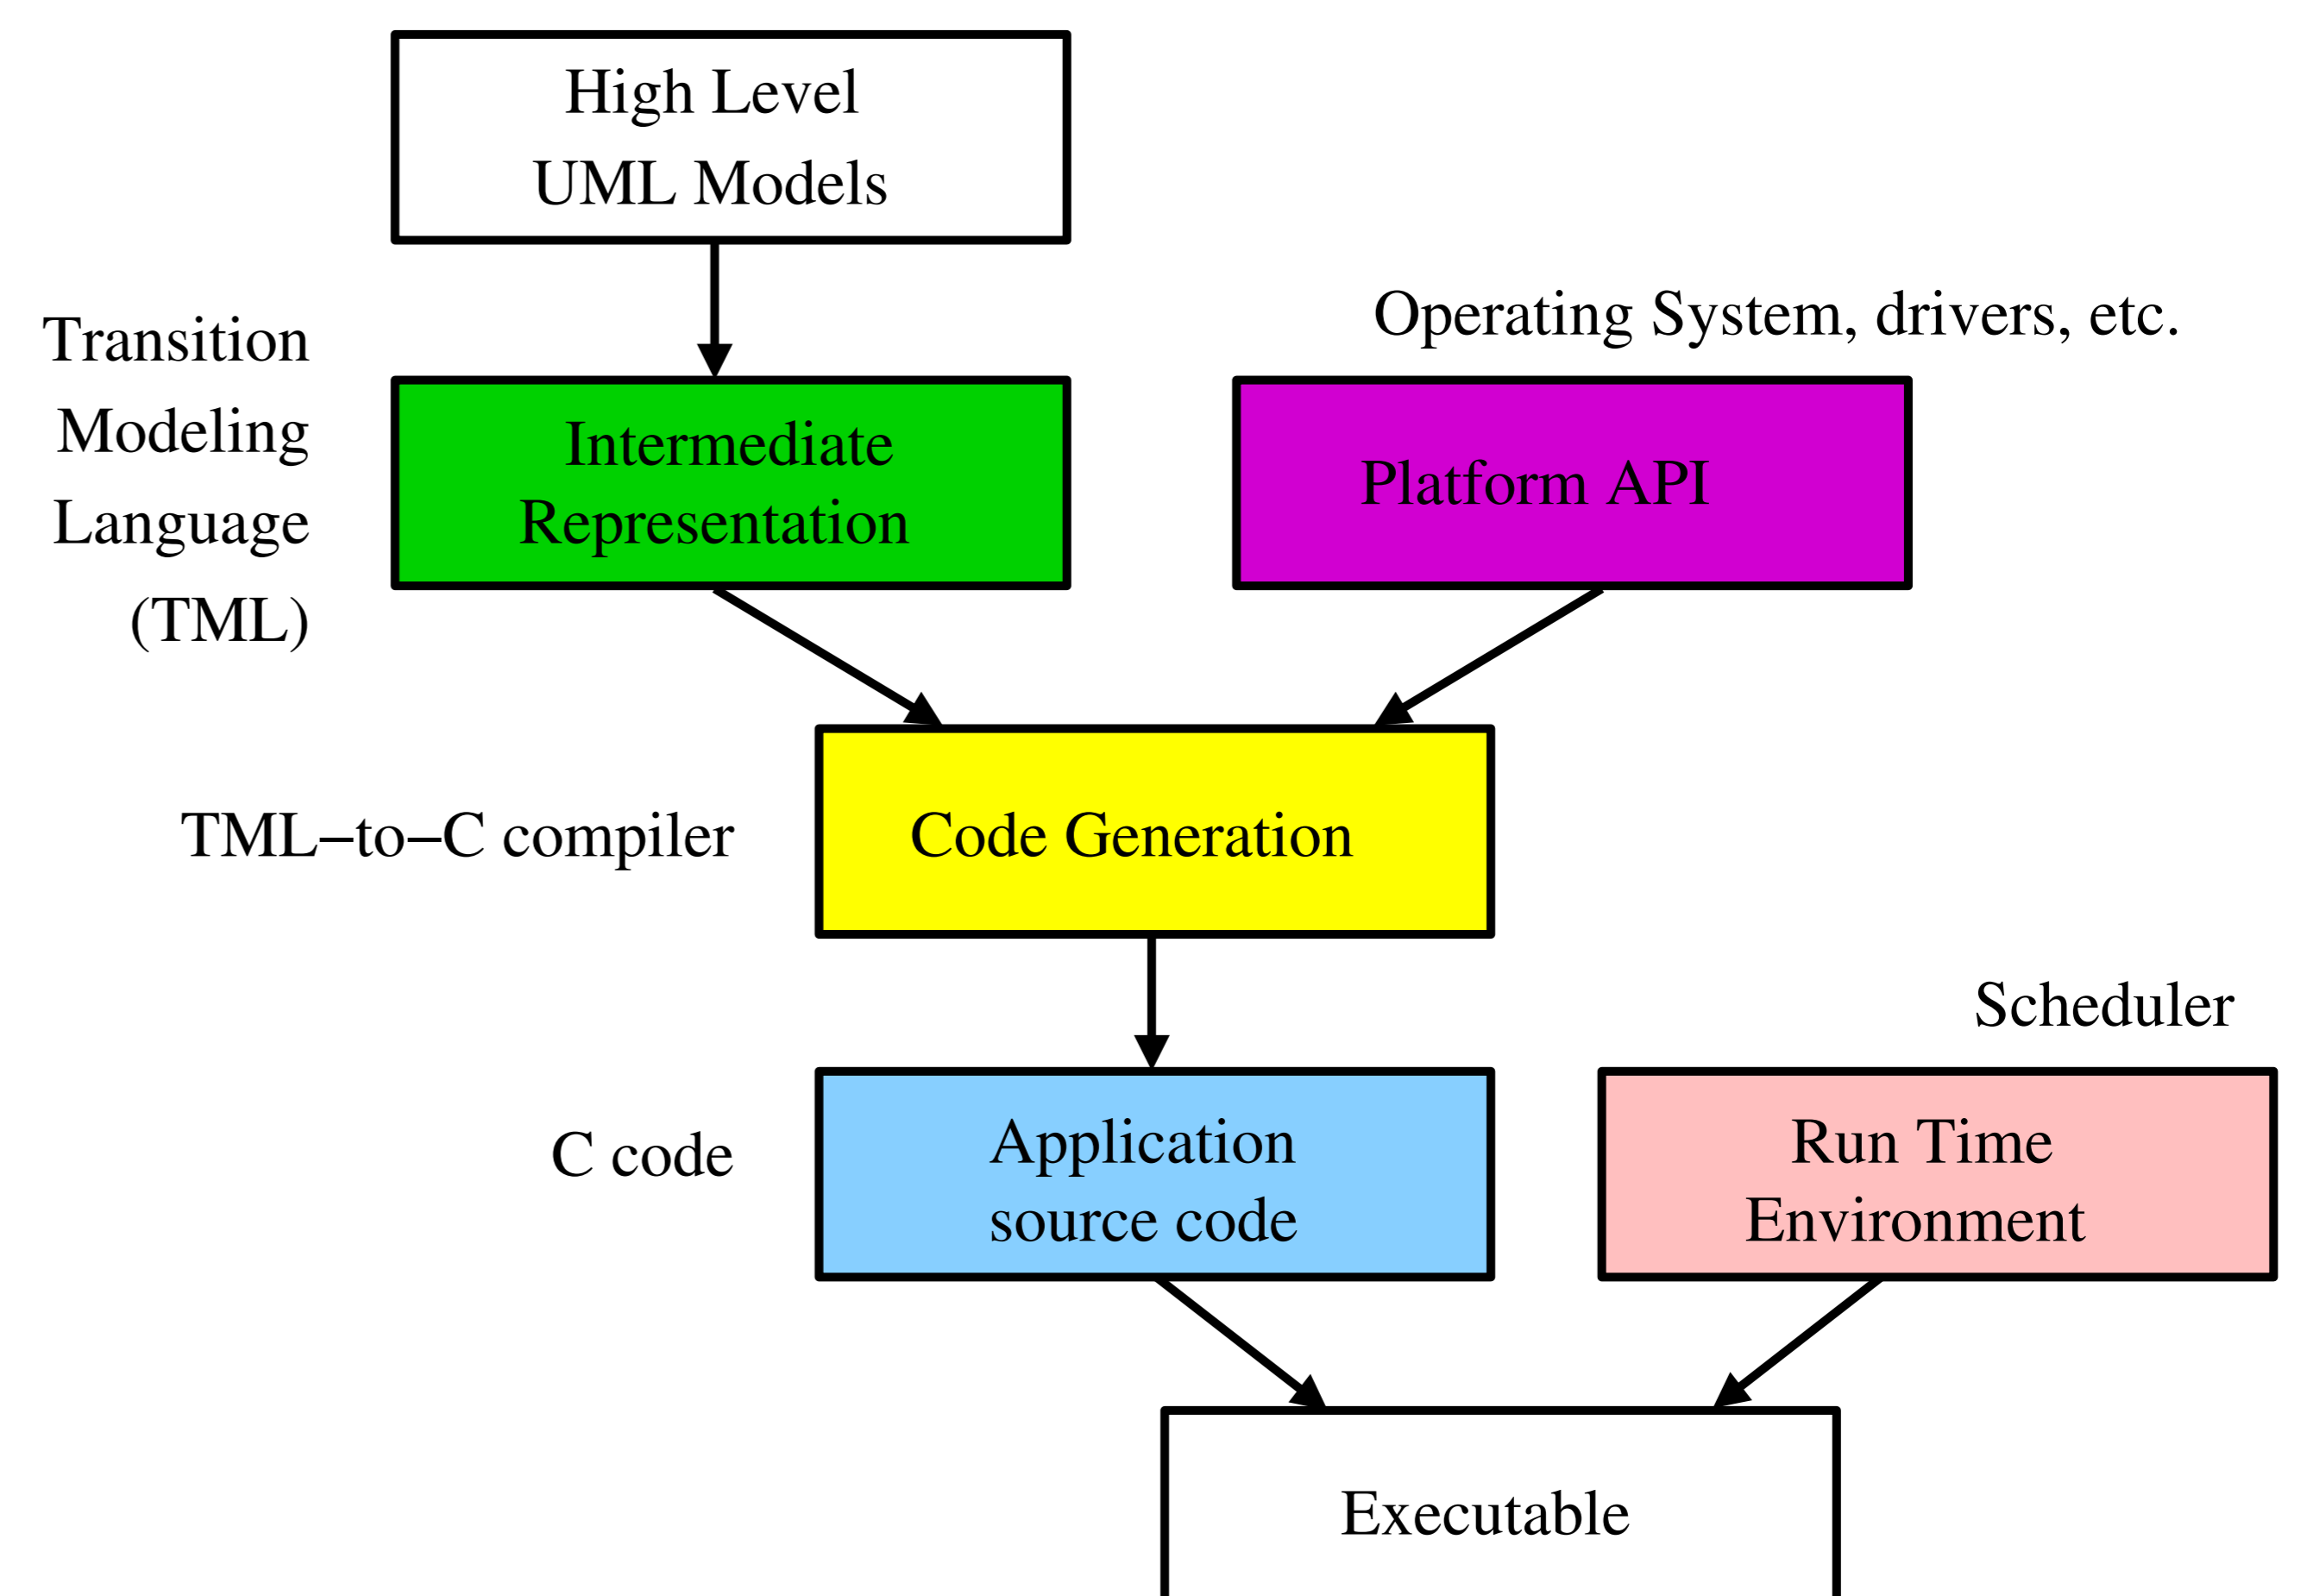 High Level
UML Models
Transition
Modeling
Language
(TML)
Operating System, drivers, etc.
Intermediate
Representation
Platform API
TML−to−C compiler
Code Generation
Scheduler
C code
Application
source code
Run Time
Environment
Executable